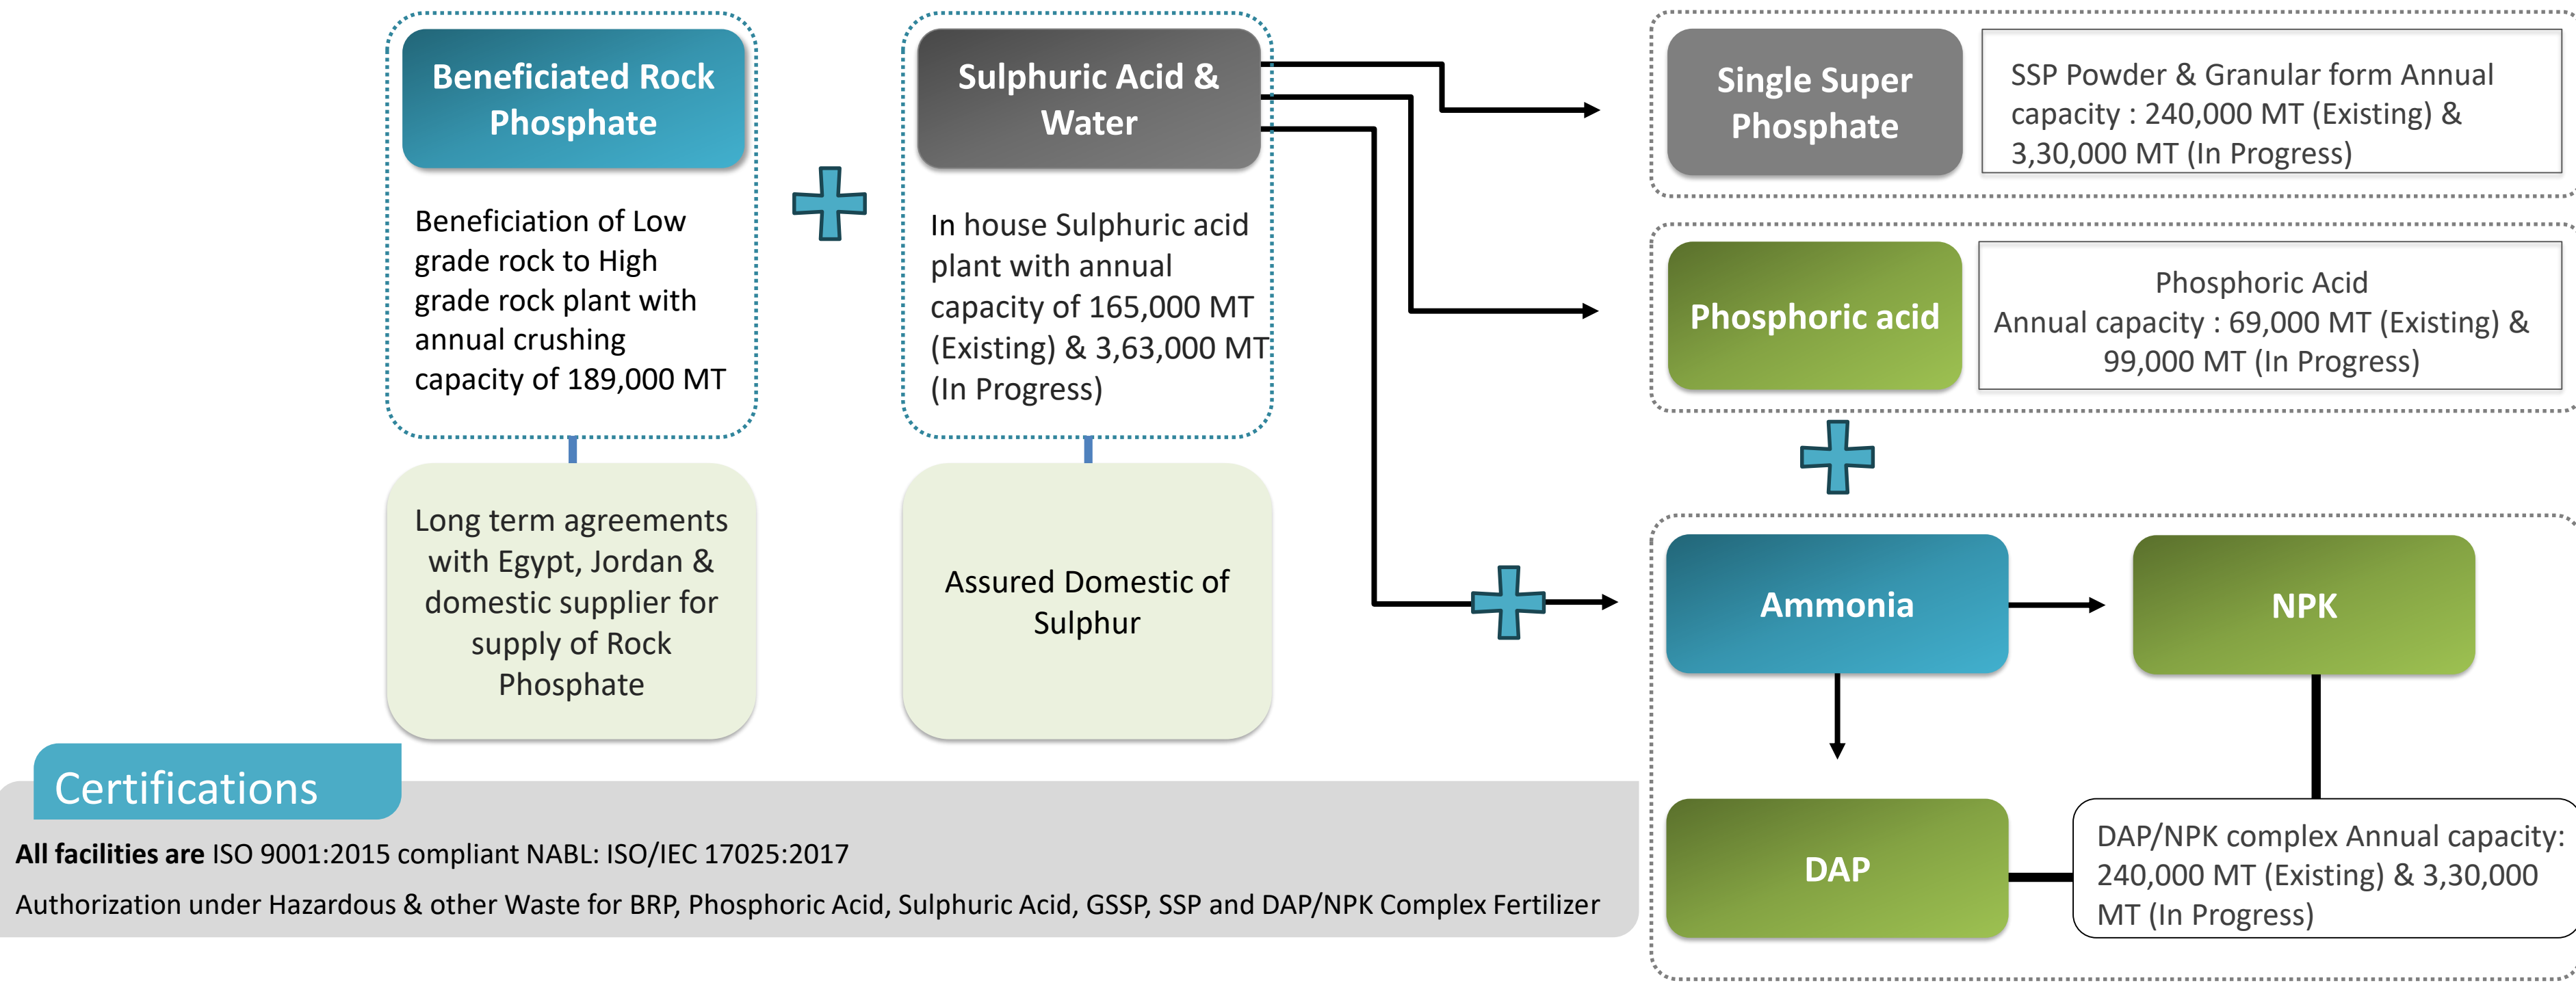 Beneficiated Rock
Phosphate
Beneficiation of Low
grade rock to High
grade rock plant with
annual crushing
capacity of 189,000 MT
Long term agreements
with Egypt, Jordan &
domestic supplier for
supply of Rock
Phosphate
Sulphuric Acid &
Water
In house Sulphuric acid
plant with annual
capacity of 165,000 MT
(Existing) & 3,63,000 MT
(In Progress)
Assured Domestic of
Sulphur
Single Super
Phosphate
SSP Powder & Granular form Annual
capacity : 240,000 MT (Existing) &
3,30,000 MT (In Progress)
Phosphoric acid
Phosphoric Acid
Annual capacity : 69,000 MT (Existing) &
99,000 MT (In Progress)
Ammonia
NPK
DAP
DAP/NPK complex Annual capacity:
240,000 MT (Existing) & 3,30,000
MT (In Progress)
Certifications
All facilities are ISO 9001:2015 compliant NABL: ISO/IEC 17025:2017
Authorization under Hazardous & other Waste for BRP, Phosphoric Acid, Sulphuric Acid, GSSP, SSP and DAP/NPK Complex Fertilizer